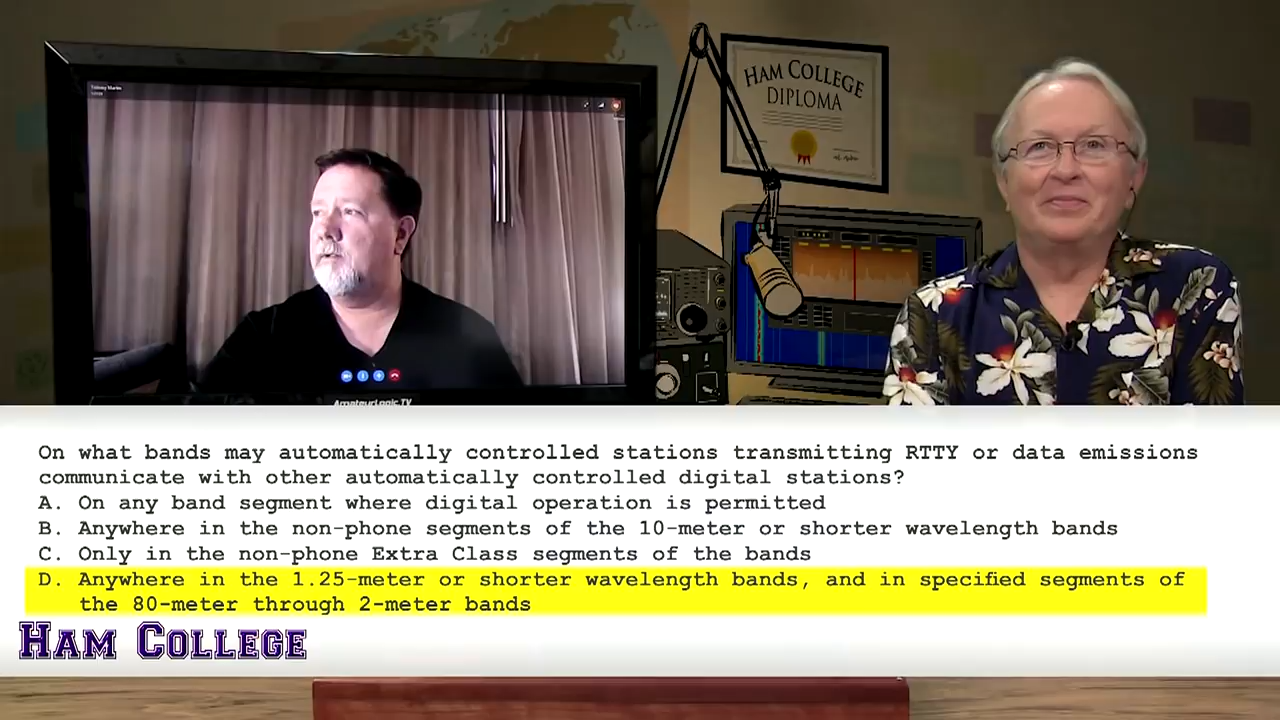 HAM COLLEGE
DIPLOMA
AmateurLogic.TV
On what bands may automatically controlled stations transmitting RTTY or data emissions
communicate with other automatically controlled digital stations?
A. On any band segment where digital operation is permitted
B. Anywhere in the non-phone segments of the 10-meter or shorter wavelength bands
C. Only in the non-phone Extra Class segments of the bands
D. Anywhere in the 1.25-meter or shorter wavelength bands, and in specified segments of
the 80-meter through 2-meter bands
HAM COLLEGE